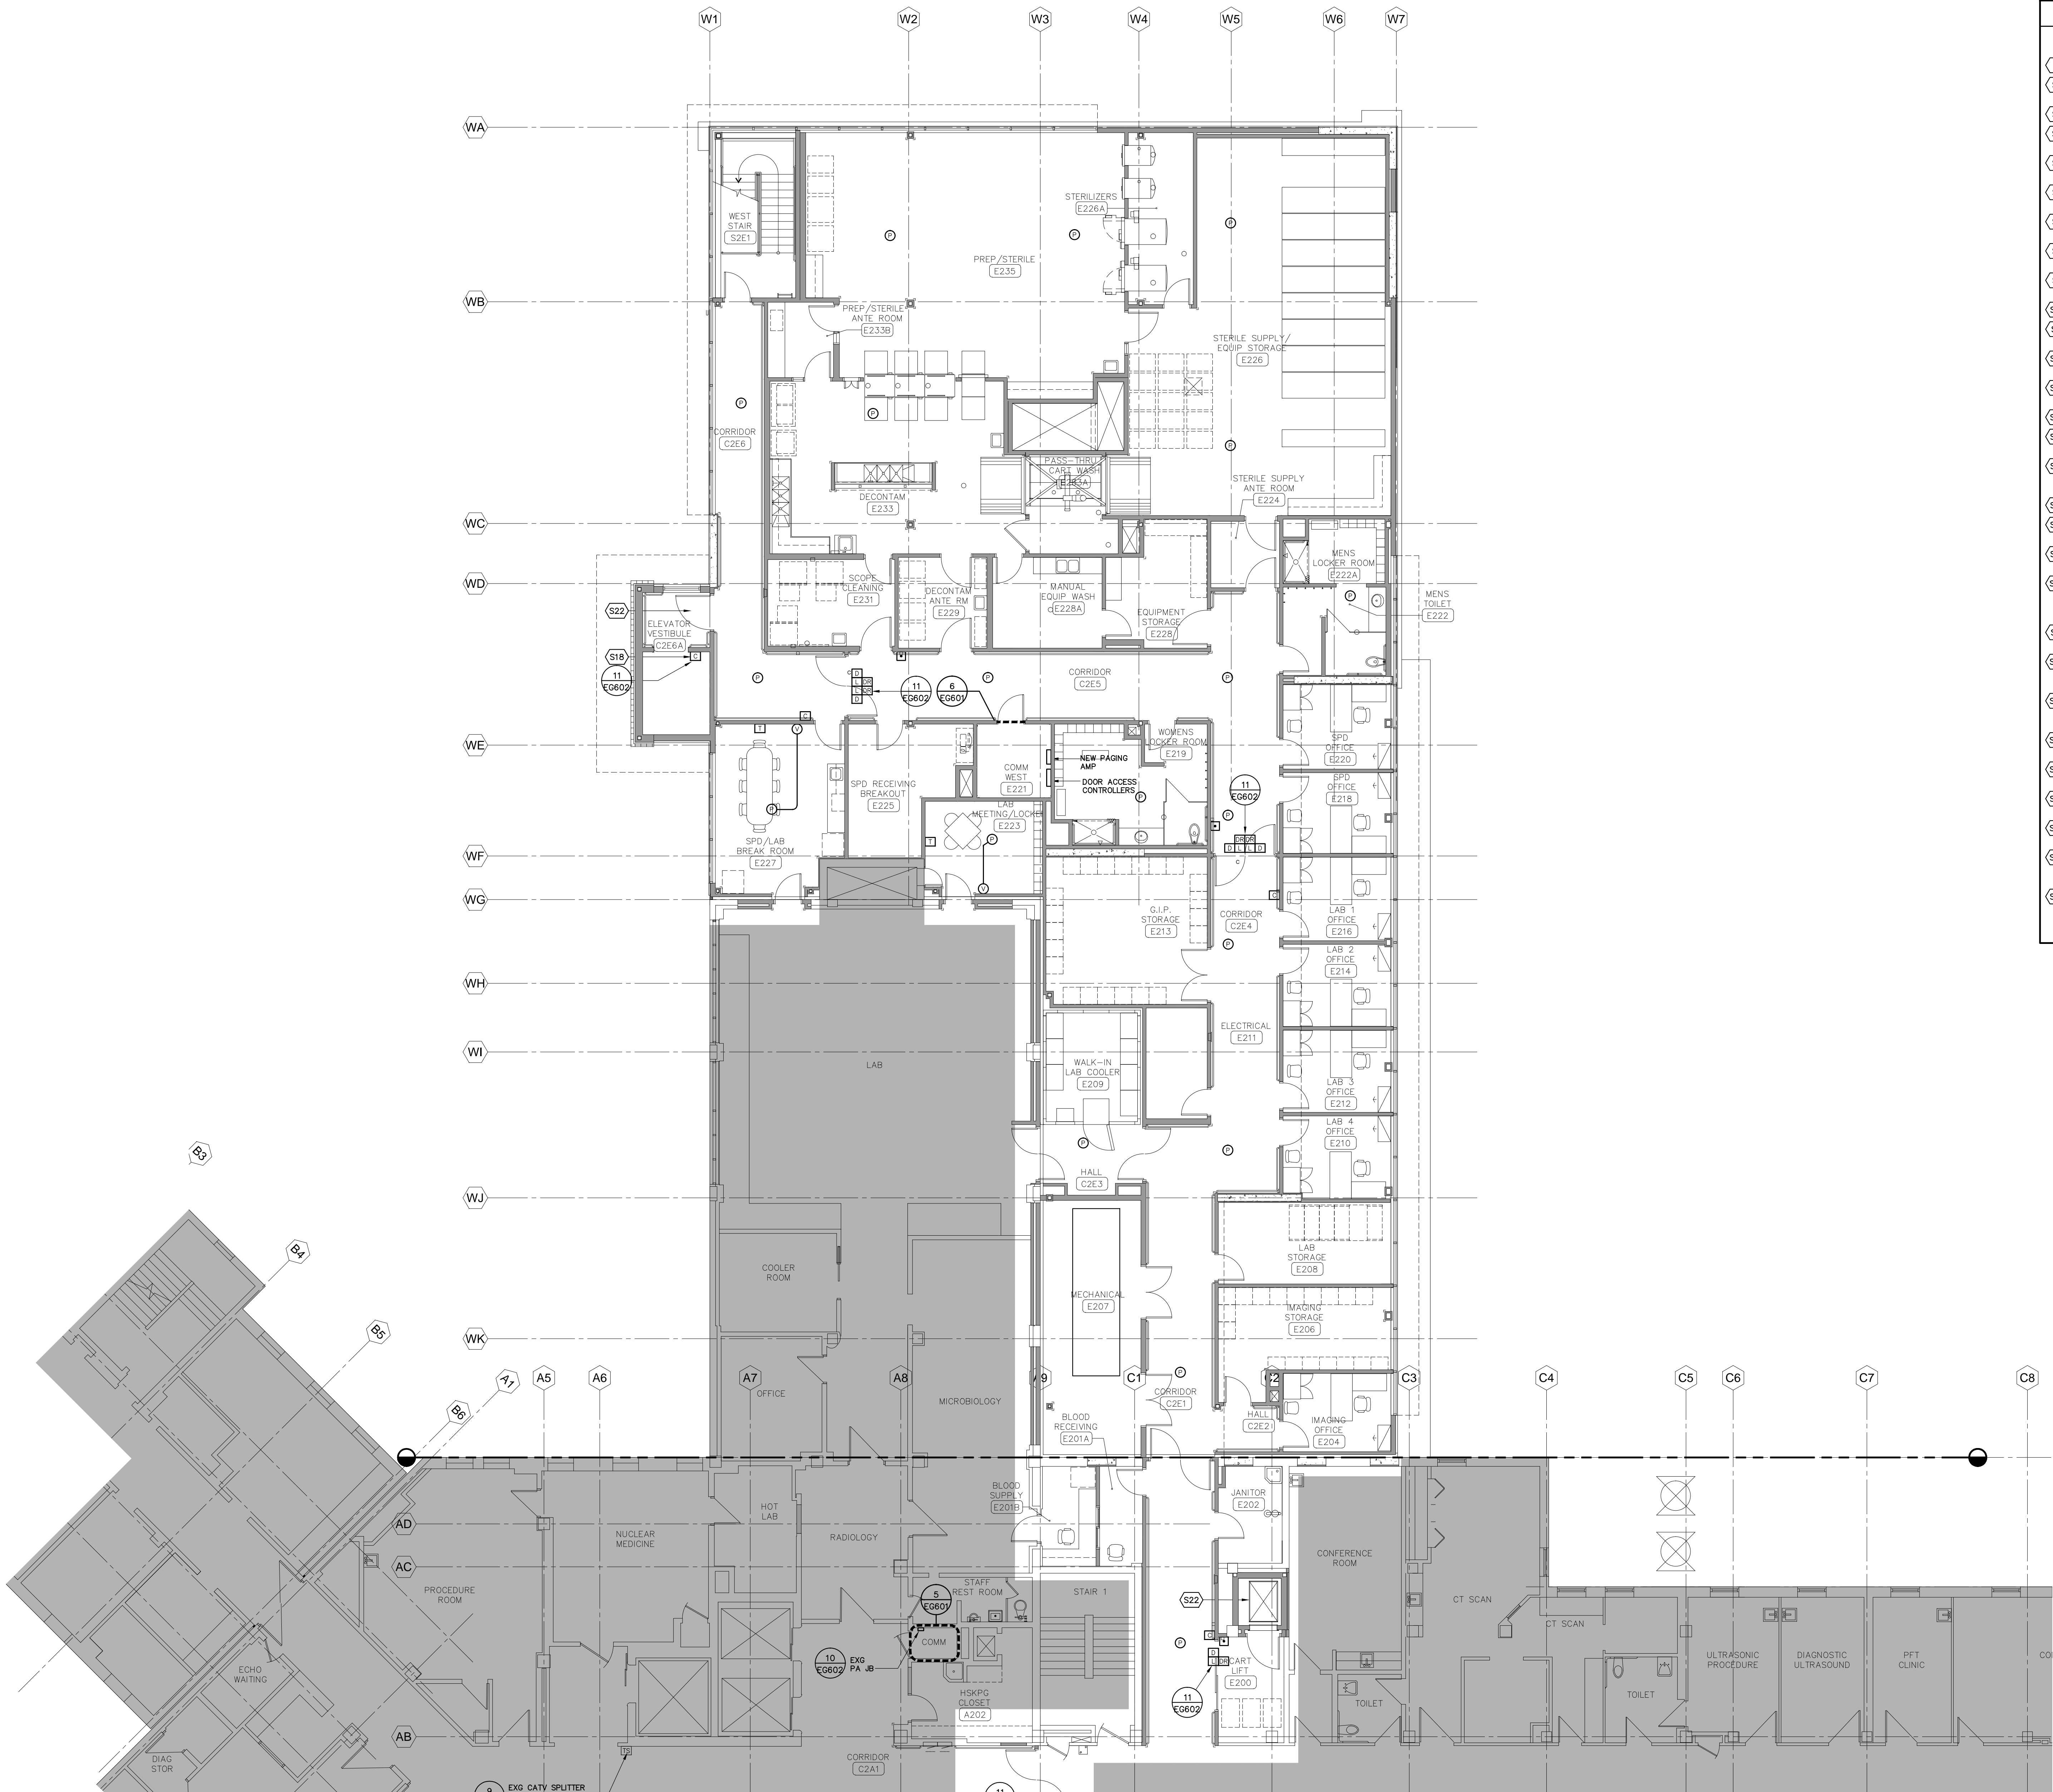 W1
W2
W3
W4
W5
W6
W7
WA
WEST
STAIR
S2E1
STERILIZERS
E226A
P
P
P
PREP/STERILE
E235
WB
PREP/STERILE
ANTE ROOM
E233B
STERILE SUPPLY/
EQUIP STORAGE
E226
P
P
CORRIDOR
C2E6
P
PASS-THRU
CART WASH
E233A
STERILE SUPPLY
ANTE ROOM
E224
DECONTAM
E233
WC
MENS
LOCKER ROOM
E222A
WD
SCOPE
CLEANING
E231
DECONTAM
ANTE RM
E229
MANUAL
EQUIP WASH
E228A
EQUIPMENT
STORAGE
E228
P
MENS
TOILET
E222
S22
ELEVATOR
VESTIBULE
C2E6A
S18
C
11
EG602
P
C
D
L DR
L DR
D
11
EG602
6
EG601
P
CORRIDOR
C2E5
P
C
T
V
WE
WOMENS
LOCKER ROOM
E219
SPD
OFFICE
E220
NEW PAGING
AMP
COMM
WEST
E221
DOOR ACCESS
CONTROLLERS
SPD RECEIVING
BREAKOUT
E225
SPD
OFFICE
E218
11
EG602
P
P
P
LAB
MEETING/LOCKER
E223
SPD/LAB
BREAK ROOM
E227
T
P
DR DR
D L L D
C
WF
V
C
WG
G.I.P.
STORAGE
E213
CORRIDOR
C2E4
LAB 1
OFFICE
E216
P
LAB 2
OFFICE
E214
WH
ELECTRICAL
E211
WI
LAB
WALK-IN
LAB COOLER
E209
LAB 3
OFFICE
E212
LAB 4
OFFICE
E210
P
P
B3
HALL
C2E3
WJ
B4
LAB
STORAGE
E208
COOLER
ROOM
MECHANICAL
E207
IMAGING
STORAGE
E206
B5
WK
A1
A5
A6
A7
A8
A9
C1
C2
C3
C4
C5
C6
C7
C8
P
OFFICE
MICROBIOLOGY
CORRIDOR
C2E1
B6
BLOOD
RECEIVING
E201A
HALL
C2E2
IMAGING
OFFICE
E204
BLOOD
SUPPLY
E201B
JANITOR
E202
HOT
LAB
AD
NUCLEAR
MEDICINE
RADIOLOGY
CONFERENCE
ROOM
AC
PROCEDURE
ROOM
STAFF
REST ROOM
STAIR 1
5
EG601
S22
CT SCAN
CT SCAN
COMM
C
P
10
EG602
EXG
PA JB
D
L DR
CART
LIFT
E200
ECHO
WAITING
ULTRASONIC
PROCEDURE
DIAGNOSTIC
ULTRASOUND
PFT
CLINIC
HSKPG
CLOSET
A202
11
EG602
TOILET
TOILET
AB
TS
DIAG
STOR
CORRIDOR
C2A1
9
EXG CATV SPLITTER
11